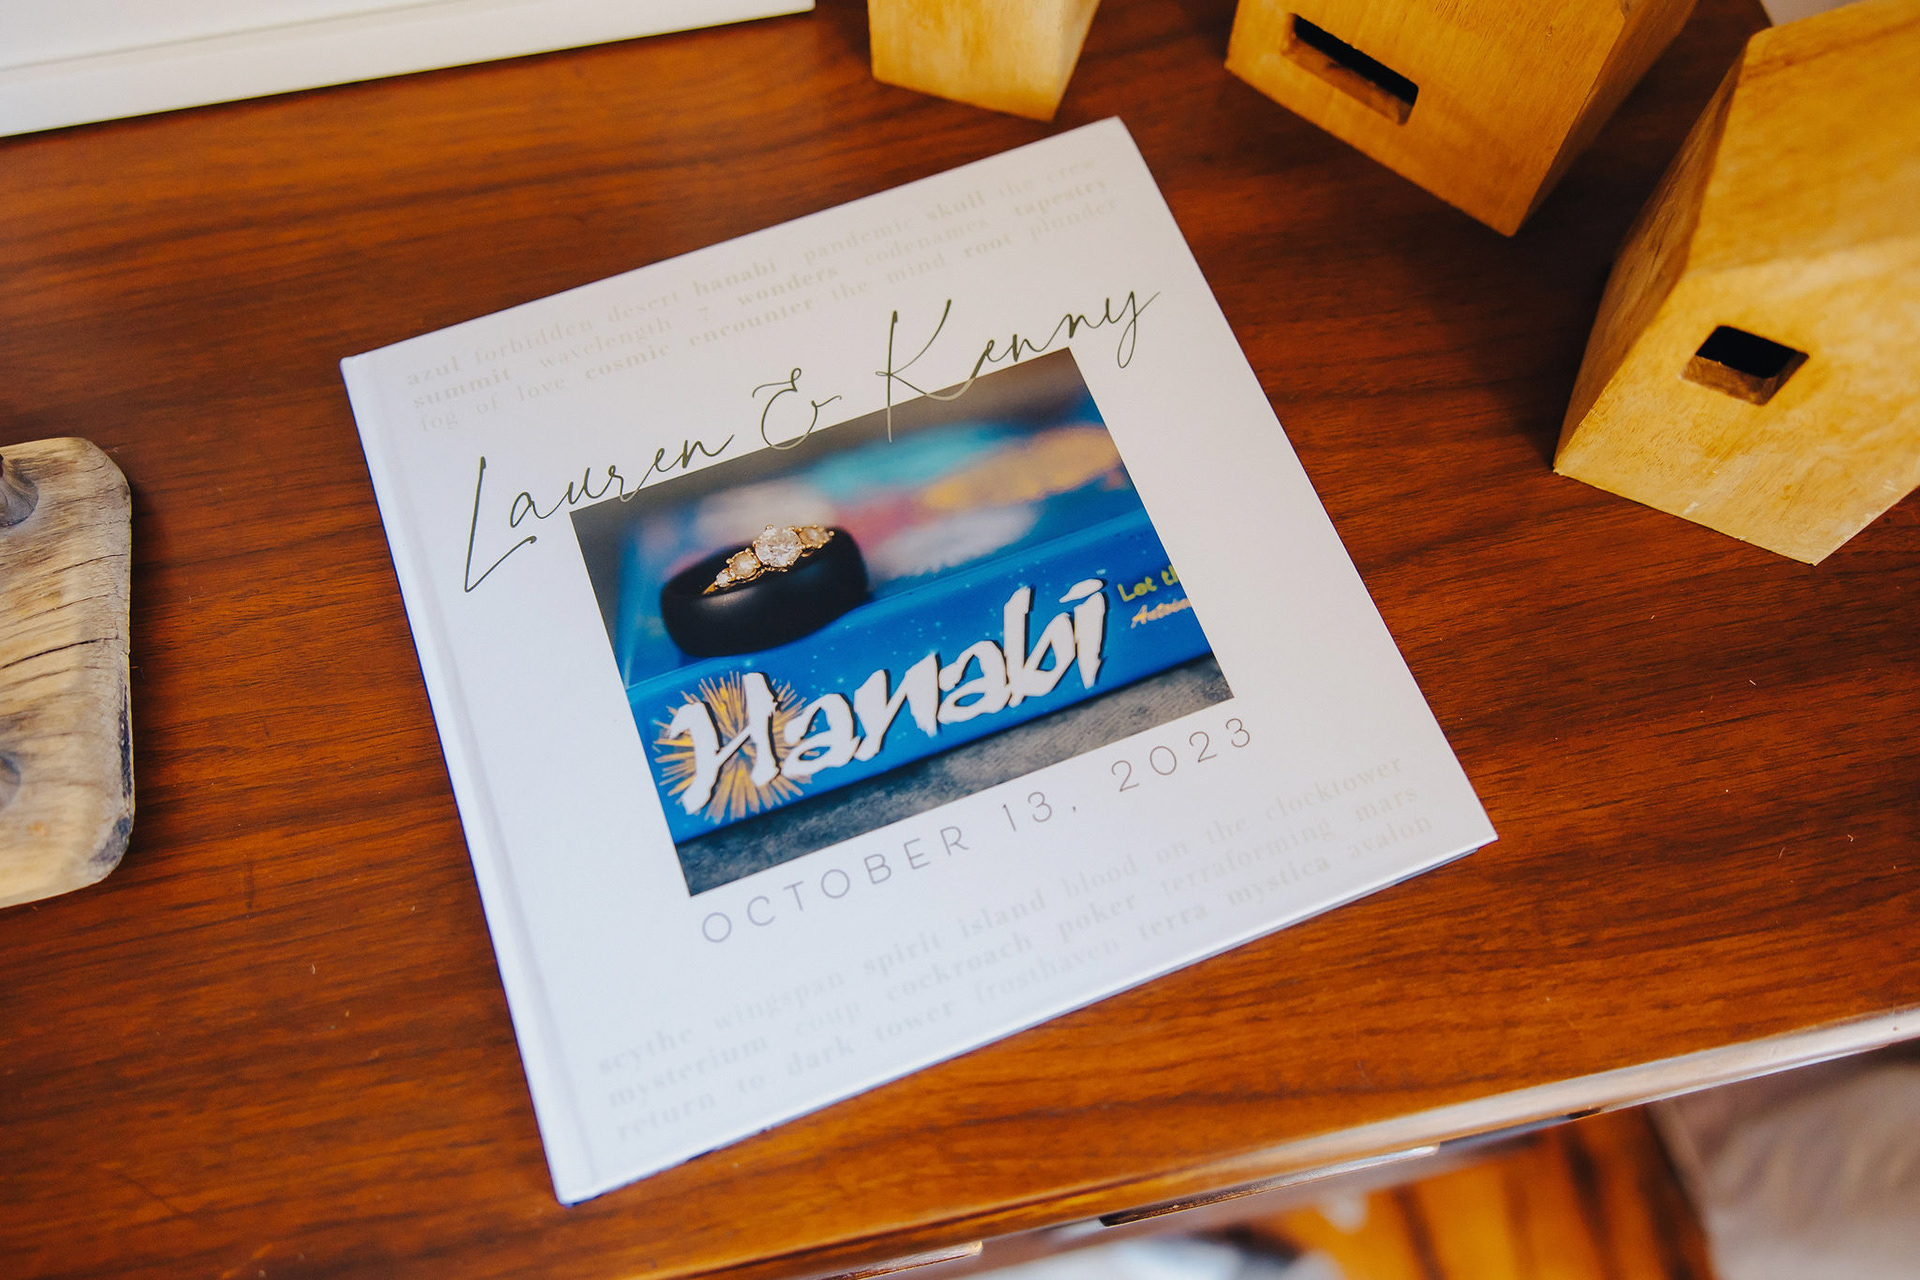 azul forbidden desert hanabi pandemic skull the crew
summit wavelength 7 wonders codenames tapestry
fog of love cosmic encounter the mind root plunder
Lauren & Kenny
Hanabi
Let th
OCTOBER 13, 2023
scythe wingspan spirit island blood on the clocktower
mysterium coup cockroach poker terraforming mars
return to dark tower frosthaven terra mystica avalon